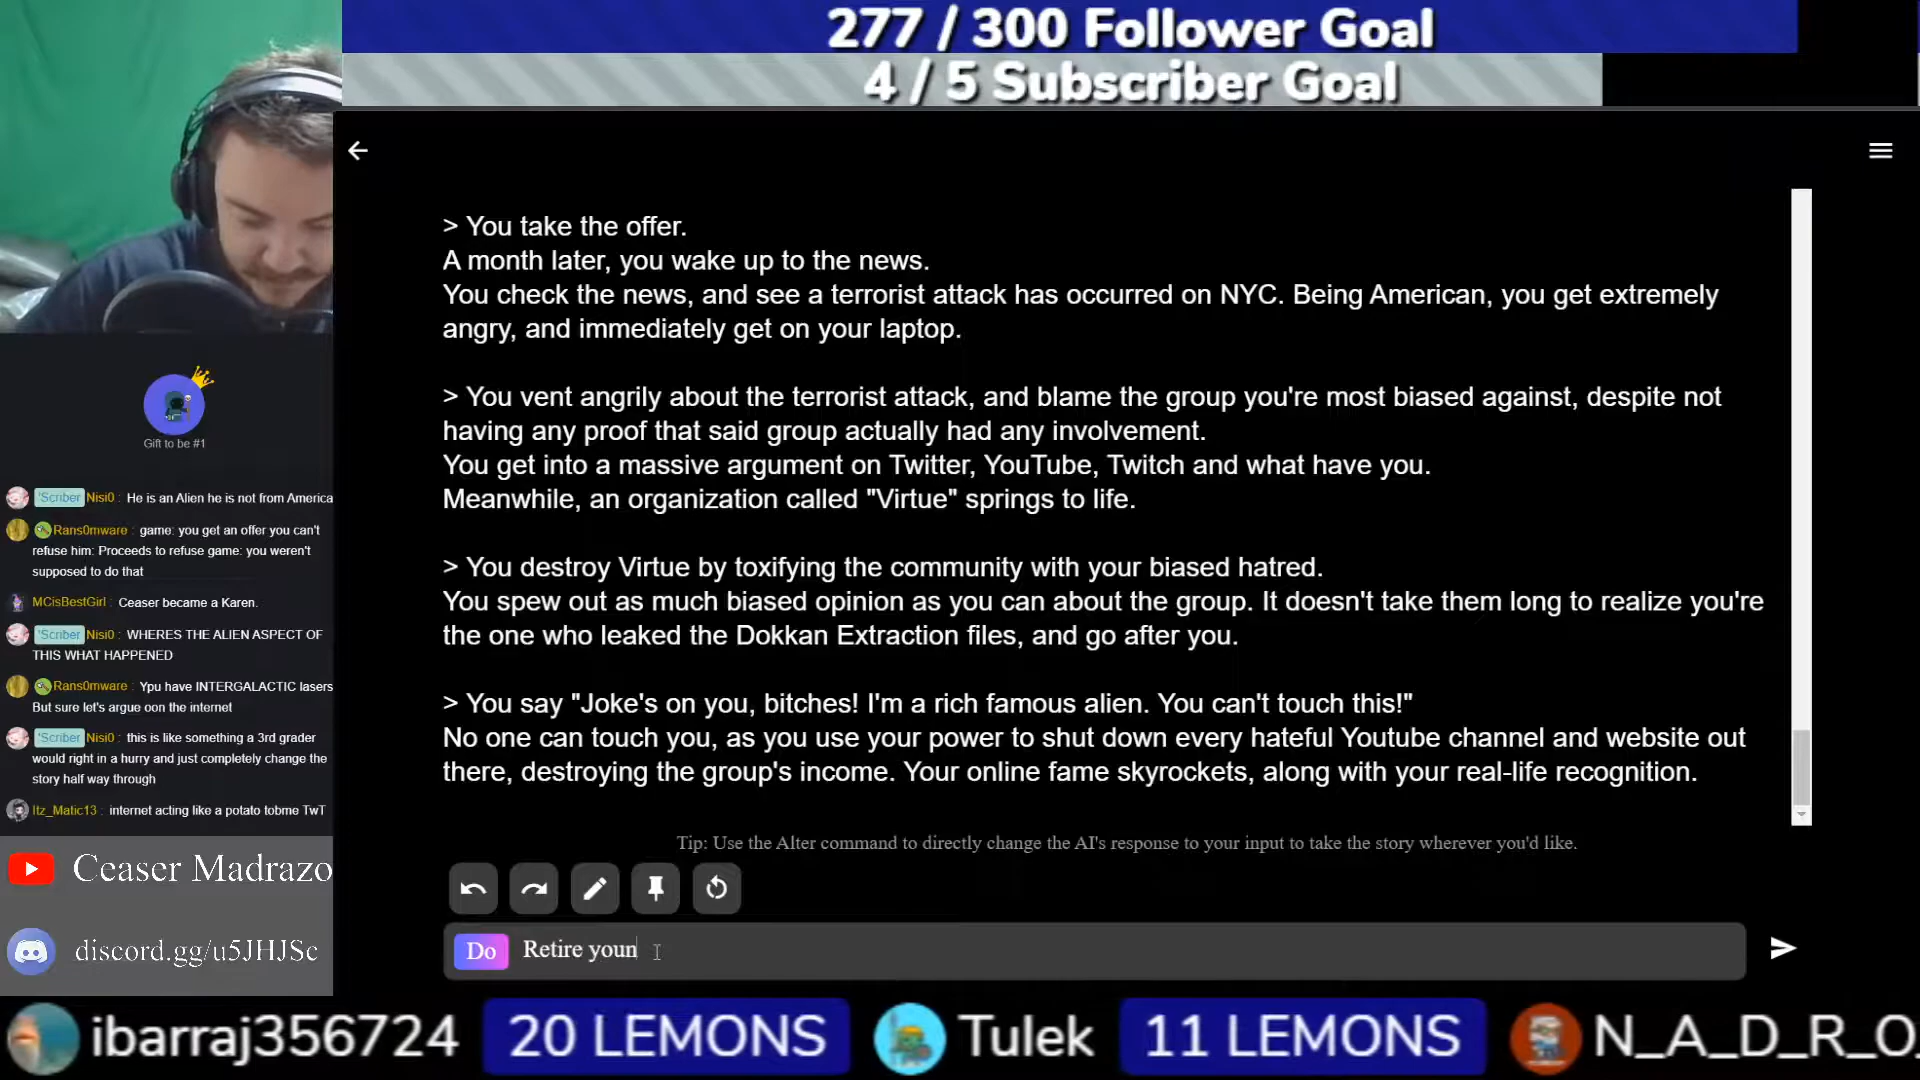 277 / 300 Follower Goal
4 / 5 Subscriber Goal
> You take the offer.
A month later, you wake up to the news.
You check the news, and see a terrorist attack has occurred on NYC. Being American, you get extremely
angry, and immediately get on your laptop.
> You vent angrily about the terrorist attack, and blame the group you're most biased against, despite not
having any proof that said group actually had any involvement.
You get into a massive argument on Twitter, YouTube, Twitch and what have you.
Meanwhile, an organization called "Virtue" springs to life.
> You destroy Virtue by toxifying the community with your biased hatred.
You spew out as much biased opinion as you can about the group. It doesn't take them long to realize you're
the one who leaked the Dokkan Extraction files, and go after you.
> You say "Joke's on you, bitches! I'm a rich famous alien. You can't touch this!"
No one can touch you, as you use your power to shut down every hateful Youtube channel and website out
there, destroying the group's income. Your online fame skyrockets, along with your real-life recognition.
Tip: Use the Alter command to directly change the AI's response to your input to take the story wherever you'd like.
Do Retire youn
Gift to be #1
'Scriber Nisi0 : He is an Alien he is not from America
Rans0mware : game: you get an offer you can't
refuse him: Proceeds to refuse game: you weren't
supposed to do that
MCisBestGirl : Ceaser became a Karen.
'Scriber Nisi0 : WHERES THE ALIEN ASPECT OF
THIS WHAT HAPPENED
Rans0mware : Ypu have INTERGALACTIC lasers
But sure let's argue oon the internet
'Scriber Nisi0 : this is like something a 3rd grader
would right in a hurry and just completely change the
story half way through
Itz_Matic13 : internet acting like a potato tobme TwT
Ceaser Madrazo
discord.gg/u5JHJSc
ibarraj356724 20 LEMONS Tulek 11 LEMONS N_A_D_R_O_